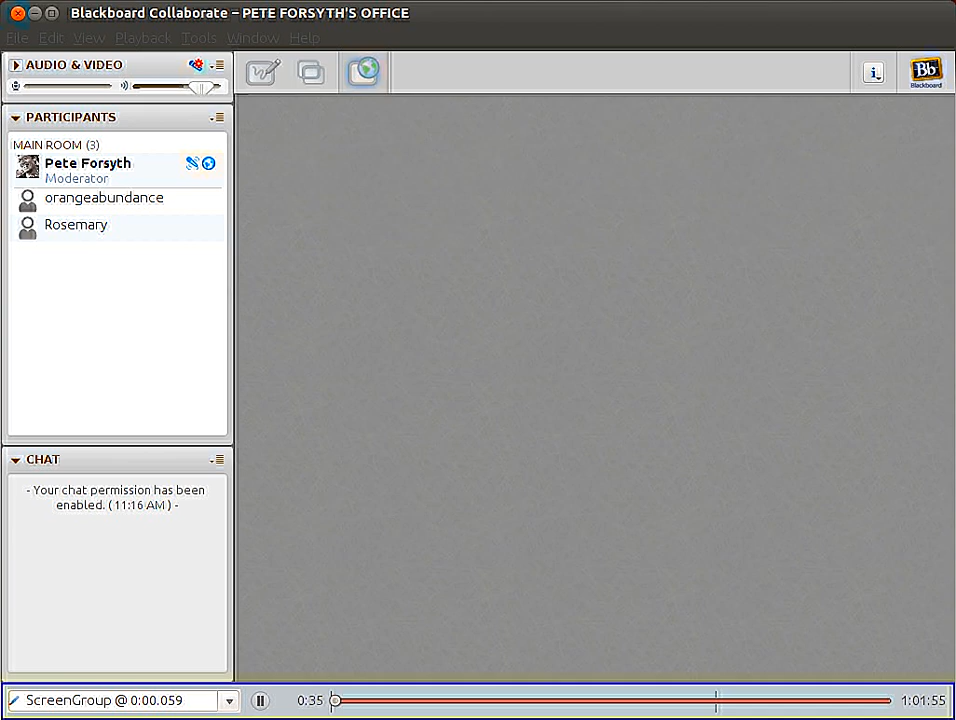 Blackboard Collaborate – PETE FORSYTH'S OFFICE
File Edit View Playback Tools Window Help
AUDIO & VIDEO
Bb
Blackboard
PARTICIPANTS
MAIN ROOM (3)
Pete Forsyth
Moderator
orangeabundance
Rosemary
CHAT
- Your chat permission has been
enabled. ( 11:16 AM ) -
ScreenGroup @ 0:00.059
0:35
1:01:55